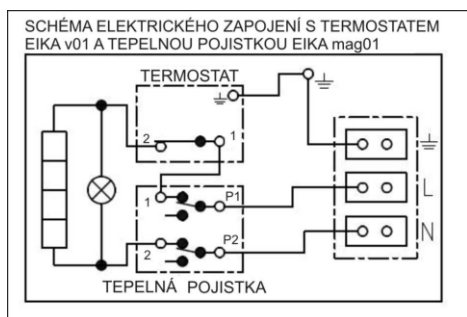 SCHÉMA ELEKTRICKÉHO ZAPOJENÍ S TERMOSTATEM
EIKA v01 A TEPELNOU POJISTKOU EIKA mag01
TERMOSTAT
2
1
1
P1
L
2
P2
N
TEPELNÁ POJISTKA